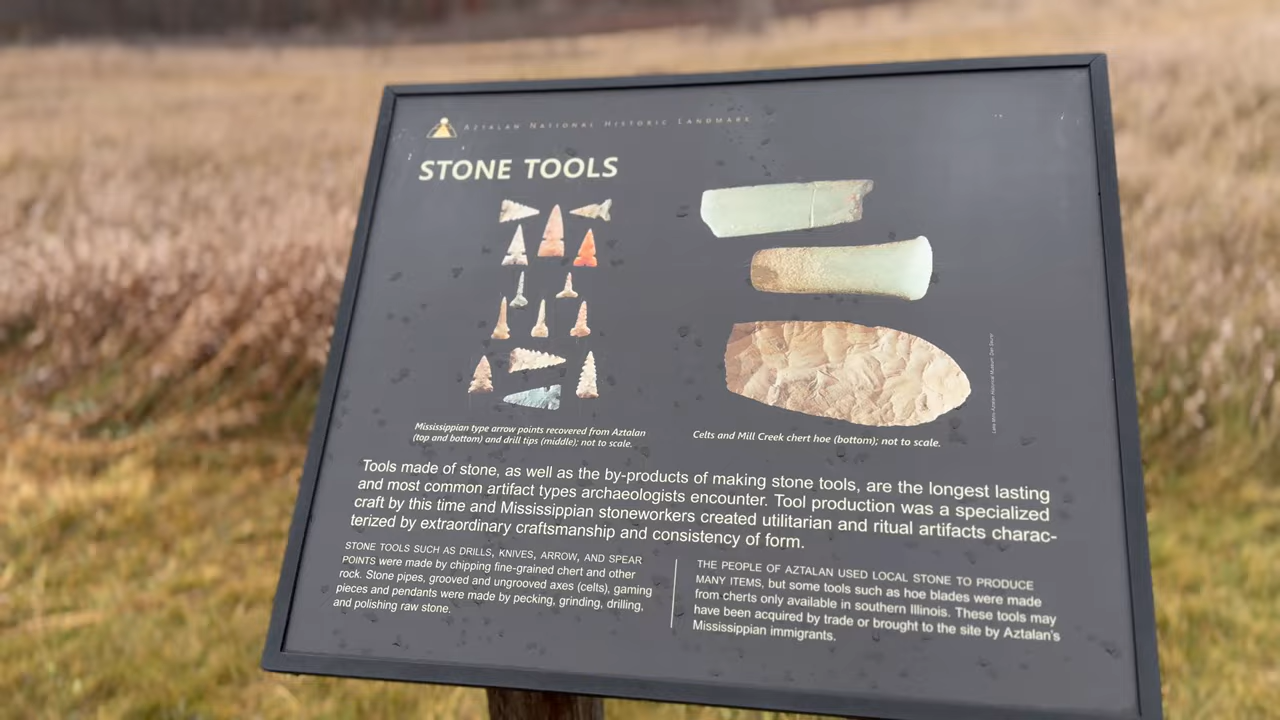 AZTALAN NATIONAL HISTORIC LANDMARK
STONE TOOLS
Mississippian type arrow points recovered from Aztalan
(top and bottom) and drill tips (middle); not to scale.
Celts and Mill Creek chert hoe (bottom); not to scale.
Tools made of stone, as well as the by-products of making stone tools, are the longest lasting
and most common artifact types archaeologists encounter. Tool production was a specialized
craft by this time and Mississippian stoneworkers created utilitarian and ritual artifacts charac-
terized by extraordinary craftsmanship and consistency of form.
STONE TOOLS SUCH AS DRILLS, KNIVES, ARROW, AND SPEAR
POINTS were made by chipping fine-grained chert and other
rock. Stone pipes, grooved and ungrooved axes (celts), gaming
pieces and pendants were made by pecking, grinding, drilling,
and polishing raw stone.
THE PEOPLE OF AZTALAN USED LOCAL STONE TO PRODUCE
MANY ITEMS, but some tools such as hoe blades were made
from cherts only available in southern Illinois. These tools may
have been acquired by trade or brought to the site by Aztalan's
Mississippian immigrants.